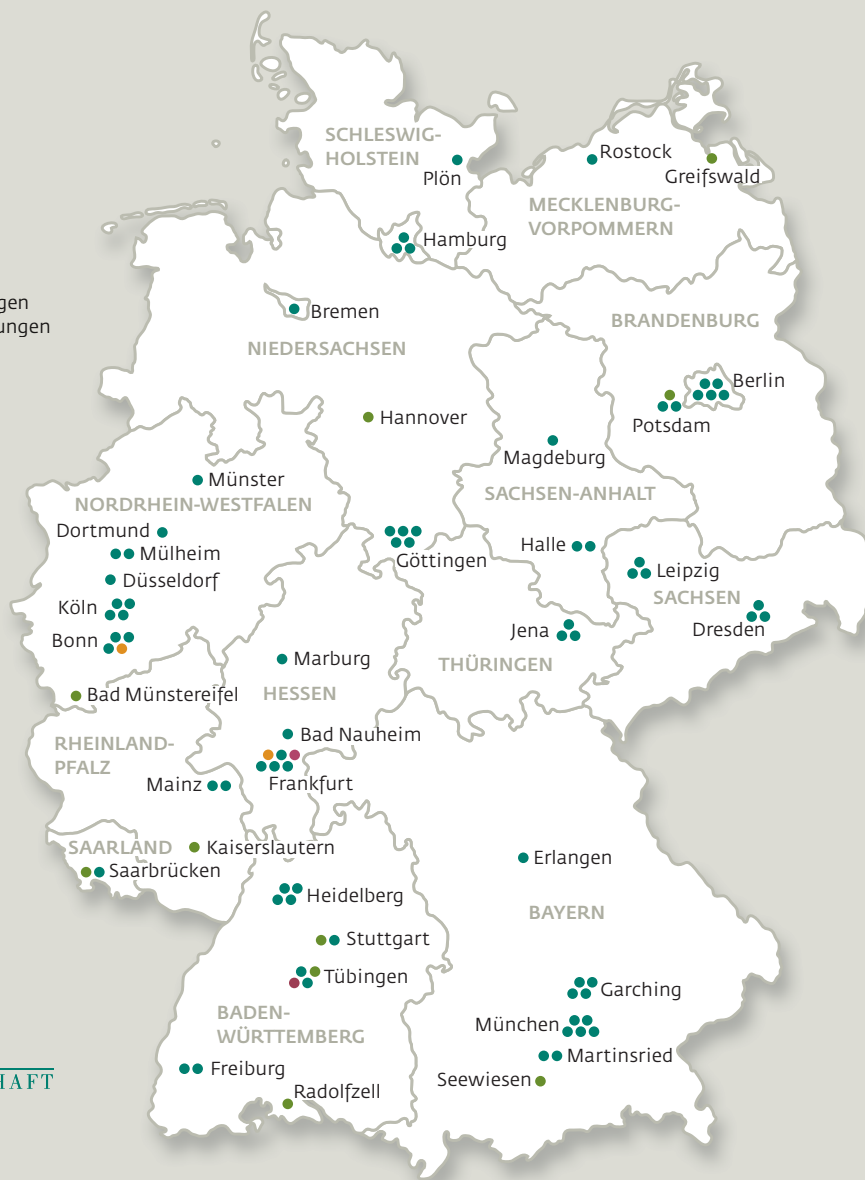 SCHLESWIG-
HOLSTEIN
Plön
Rostock
Greifswald
MECKLENBURG-
VORPOMMERN
Hamburg
gen
ungen
Bremen
NIEDERSACHSEN
BRANDENBURG
Berlin
Potsdam
Hannover
Magdeburg
SACHSEN-ANHALT
Münster
NORDRHEIN-WESTFALEN
Dortmund
Mülheim
Düsseldorf
Köln
Bonn
Göttingen
Halle
Leipzig
SACHSEN
Dresden
Jena
THÜRINGEN
Marburg
HESSEN
Bad Münstereifel
Bad Nauheim
RHEINLAND-
PFALZ
Frankfurt
Mainz
SAARLAND
Kaiserslautern
Saarbrücken
Erlangen
Heidelberg
BAYERN
Stuttgart
Tübingen
Garching
BADEN-
WÜRTTEMBERG
München
Martinsried
Freiburg
Seewiesen
HAFT
Radolfzell